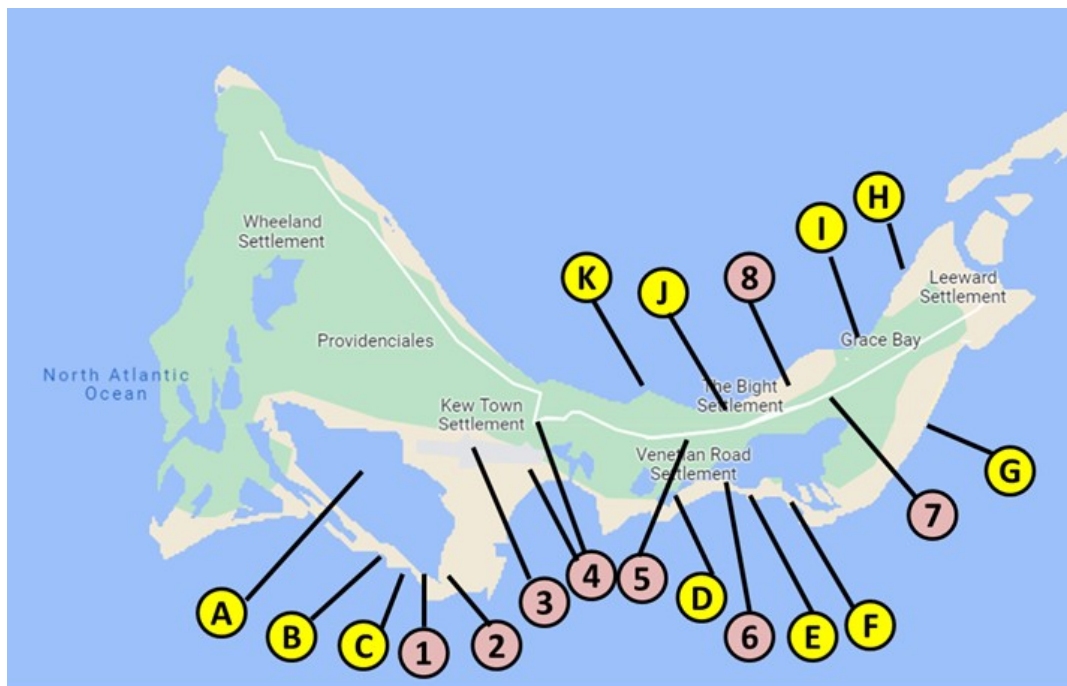 Wheeland
Settlement
H
I
8
K
J
Leeward
Settlement
Providenciales
Grace Bay
North Atlantic
Ocean
The Bight
Settlement
Kew Town
Settlement
Venetian Road
Settlement
G
7
A
B
C
1
2
3
4
5
D
6
E
F